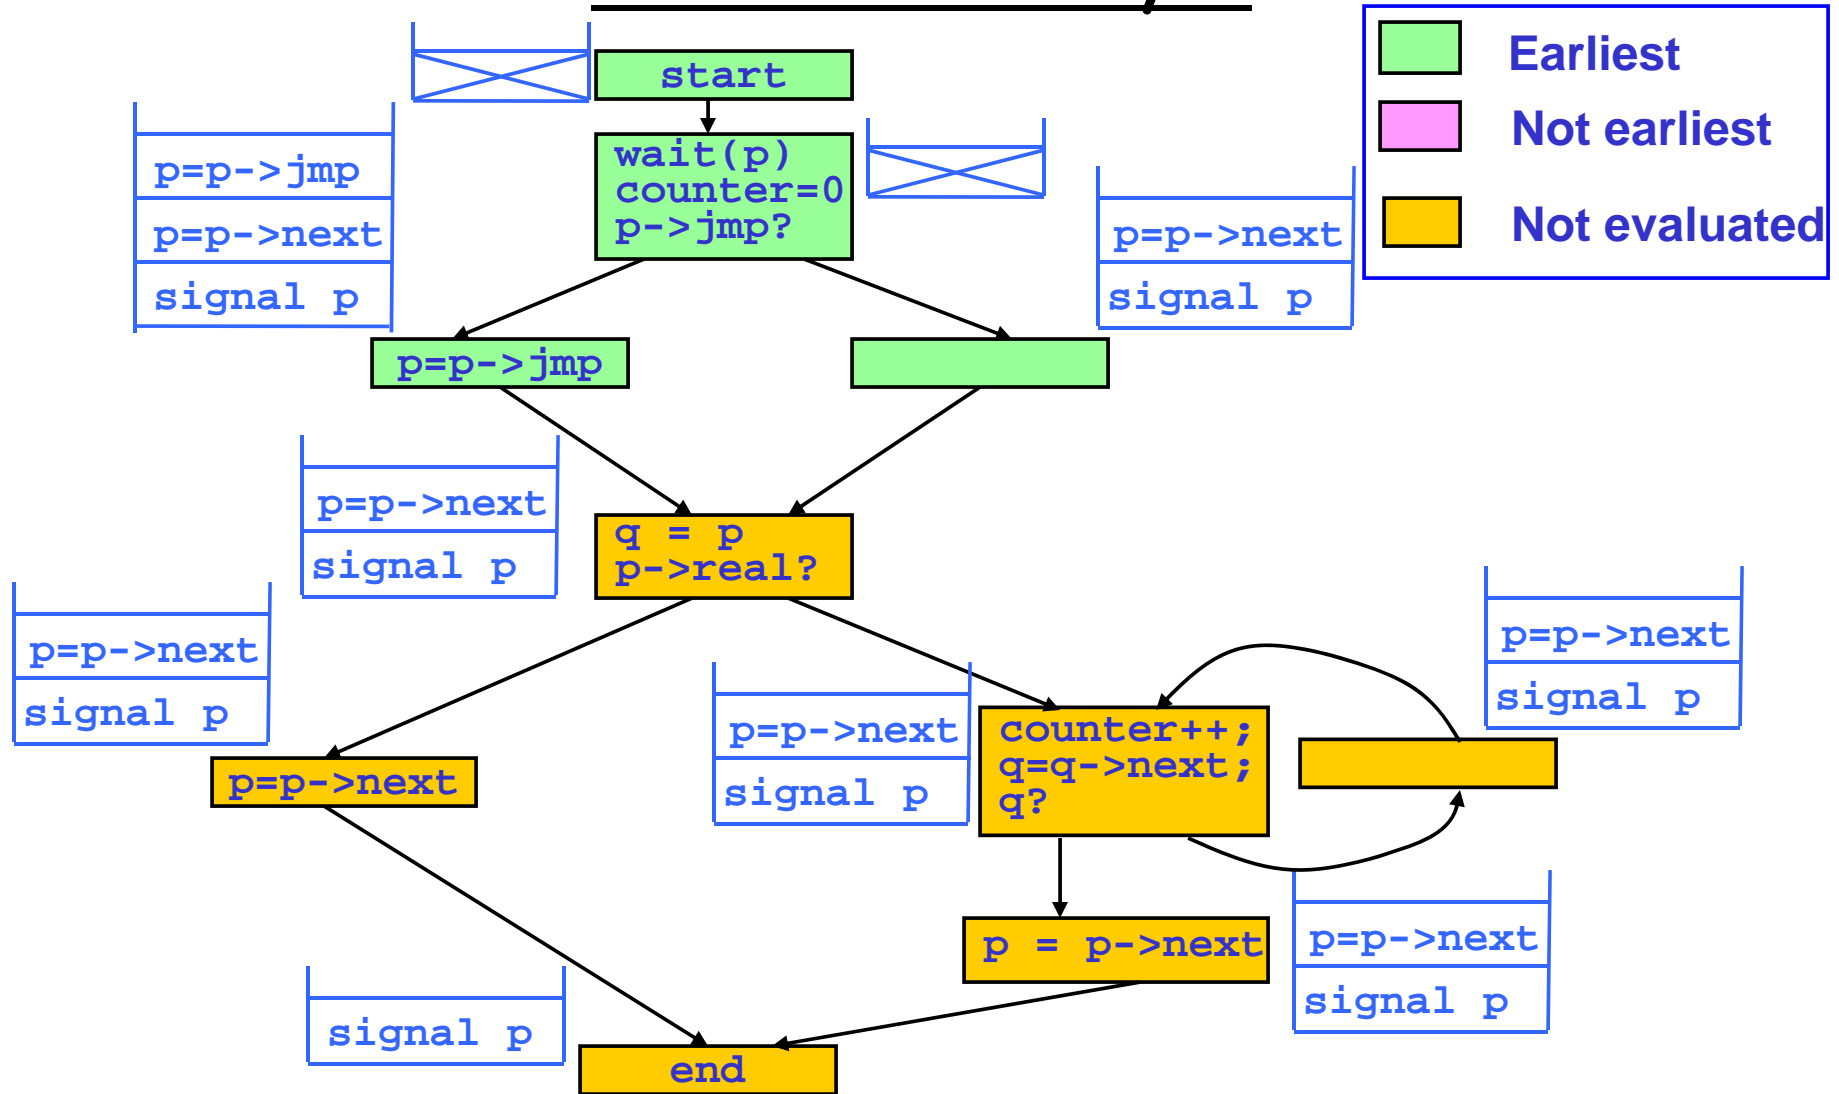 start
Earliest
Not earliest
Not evaluated
wait(p)
counter=0
p->jmp?
p=p->jmp
p=p->next
signal p
p=p->next
signal p
p=p->jmp
p=p->next
signal p
q = p
p->real?
p=p->next
signal p
p=p->next
signal p
p=p->next
signal p
p=p->next
counter++;
q=q->next;
q?
p = p->next
p=p->next
signal p
signal p
end